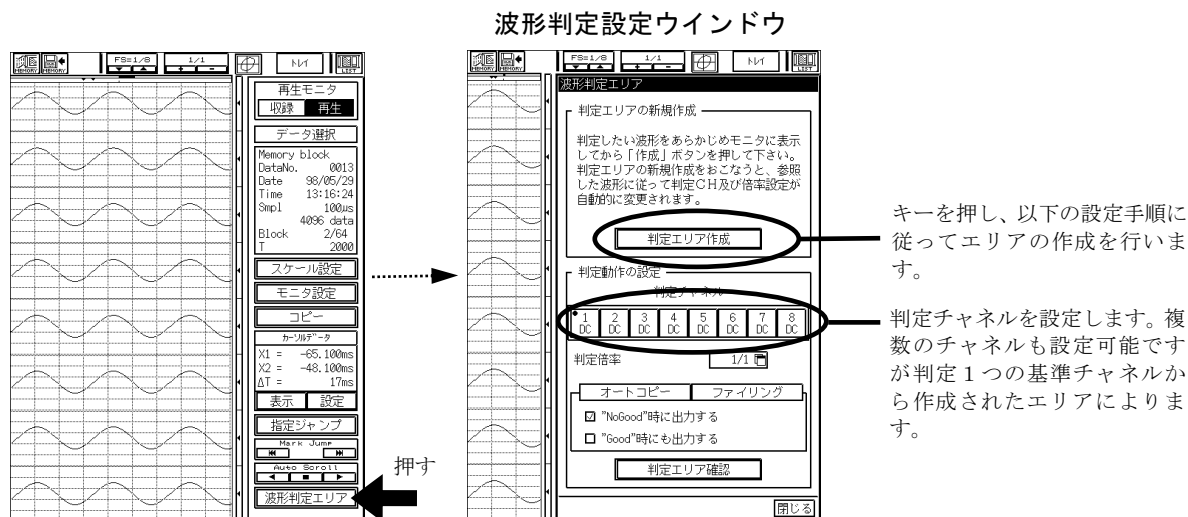 波形判定設定ウインドウ
MEMORY
MEMORY
FS=1/8
1/1
+ -
トレイ
LIST
再生モニタ
収録 再生
データ選択
Memory block
DataNo. 0013
Date 98/05/29
Time 13:16:24
Smpl 100μs
4096 data
Block 2/64
T 2000
スケール設定
モニタ設定
コピー
カーソルデータ
X1 = -65.100ms
X2 = -48.100ms
ΔT = 17ms
表示 設定
指定ジャンプ
Mark Jump
Auto Scroll
波形判定エリア
押す
MEMORY
MEMORY
FS=1/8
1/1
+ -
トレイ
LIST
波形判定エリア
判定エリアの新規作成
判定したい波形をあらかじめモニタに表示
してから「作成」ボタンを押して下さい。
判定エリアの新規作成をおこなうと、参照
した波形に従って判定CH及び倍率設定が
自動的に変更されます。
判定エリア作成
判定動作の設定
判定チャネル
1 2 3 4 5 6 7 8
DC DC DC DC DC DC DC DC
判定倍率 1/1
オートコピー ファイリング
"NoGood"時に出力する
"Good"時にも出力する
判定エリア確認
閉じる
キーを押し、以下の設定手順に
従ってエリアの作成を行いま
す。
判定チャネルを設定します。複
数のチャネルも設定可能です
が判定１つの基準チャネルか
ら作成されたエリアによりま
す。